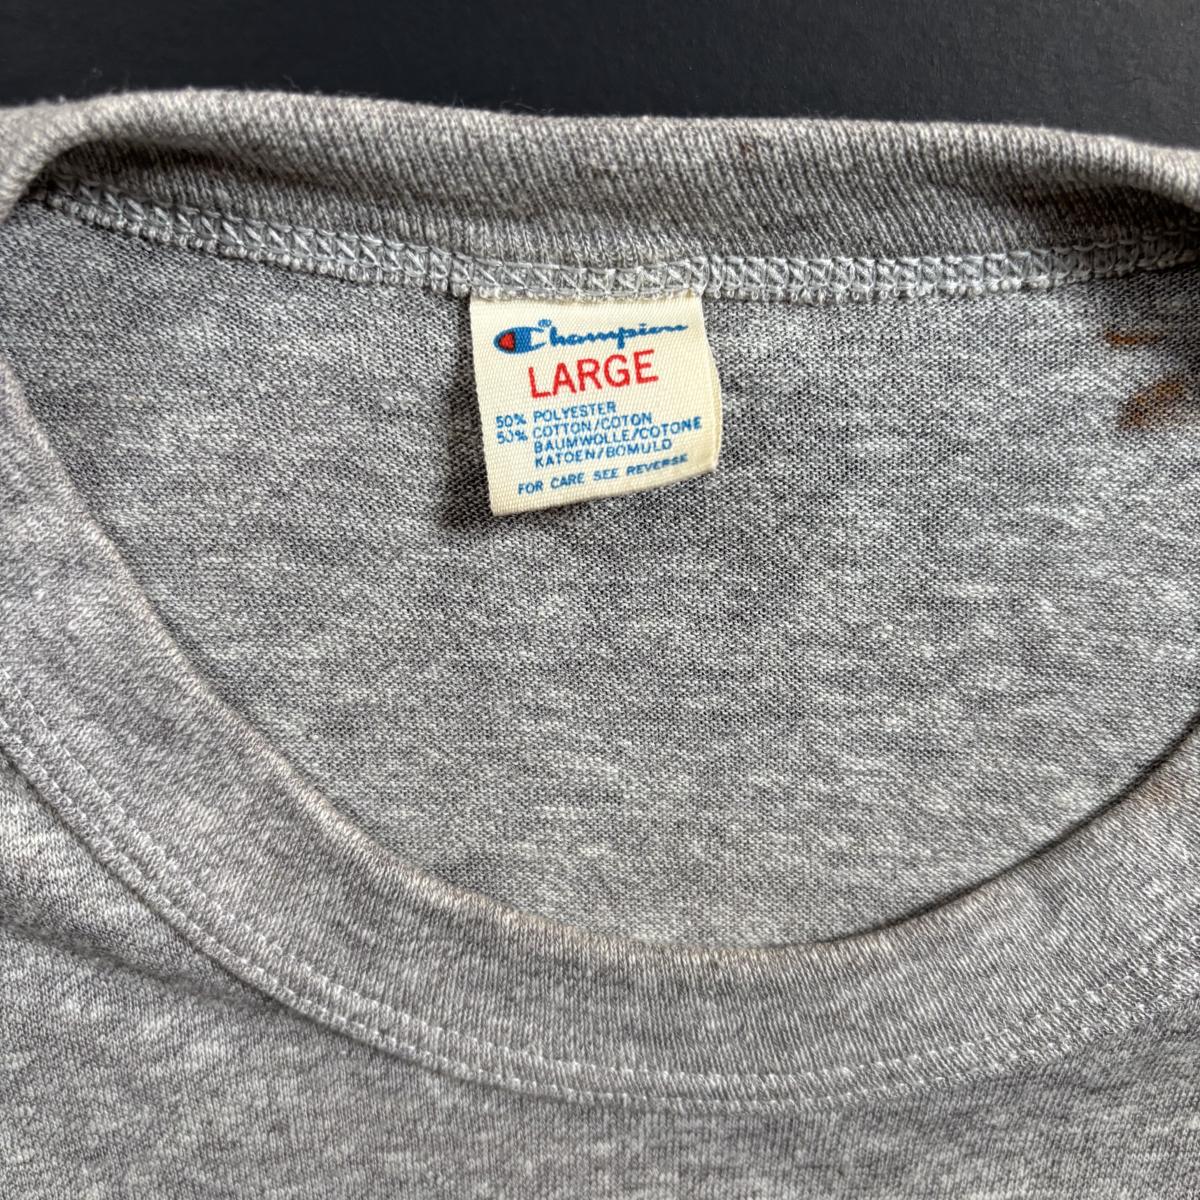 Champion®
LARGE
50% POLYESTER
50% COTTON/COTON
BAUMWOLLE/COTONE
KATOEN/BOMULD
FOR CARE SEE REVERSE